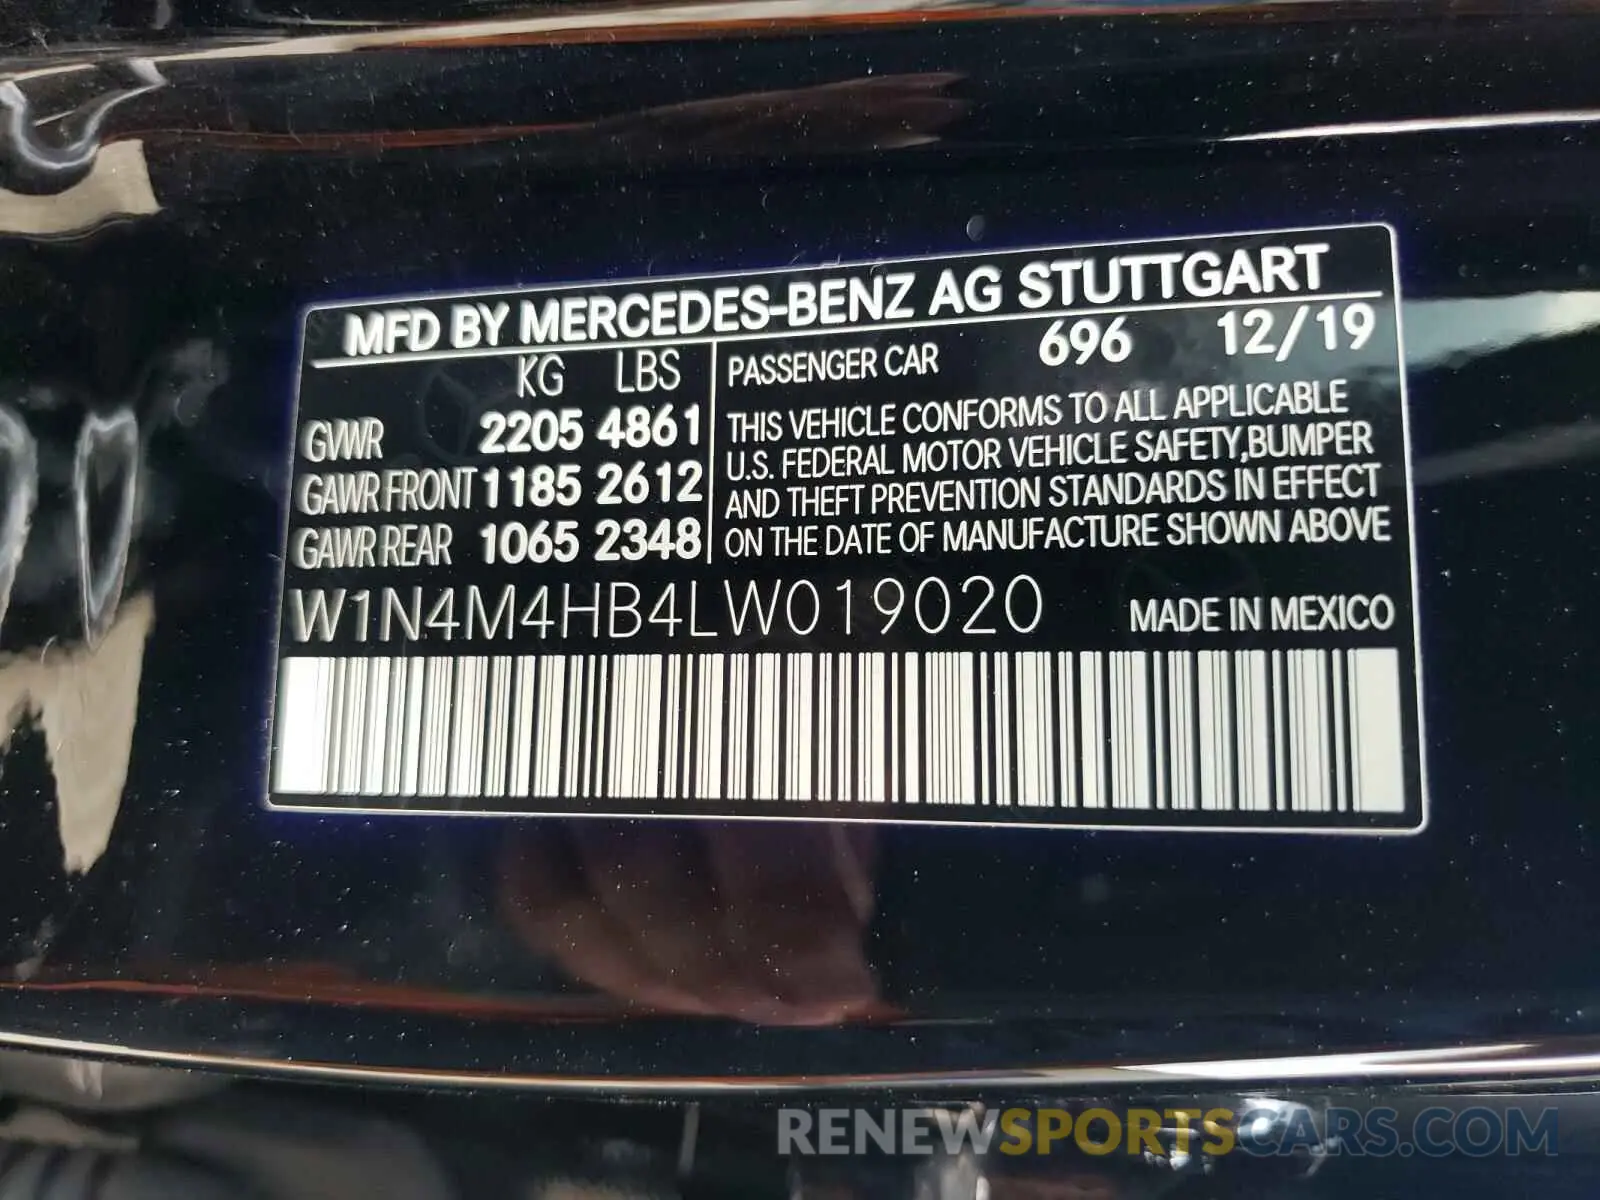 MFD BY MERCEDES-BENZ AG STUTTGART
KG LBS
GVWR 2205 4861
GAWR FRONT 1185 2612
GAWR REAR 1065 2348
PASSENGER CAR 696 12/19
THIS VEHICLE CONFORMS TO ALL APPLICABLE
U.S. FEDERAL MOTOR VEHICLE SAFETY,BUMPER
AND THEFT PREVENTION STANDARDS IN EFFECT
ON THE DATE OF MANUFACTURE SHOWN ABOVE
W1N4M4HB4LW019020 MADE IN MEXICO
RENEWSPORTSCARS.COM